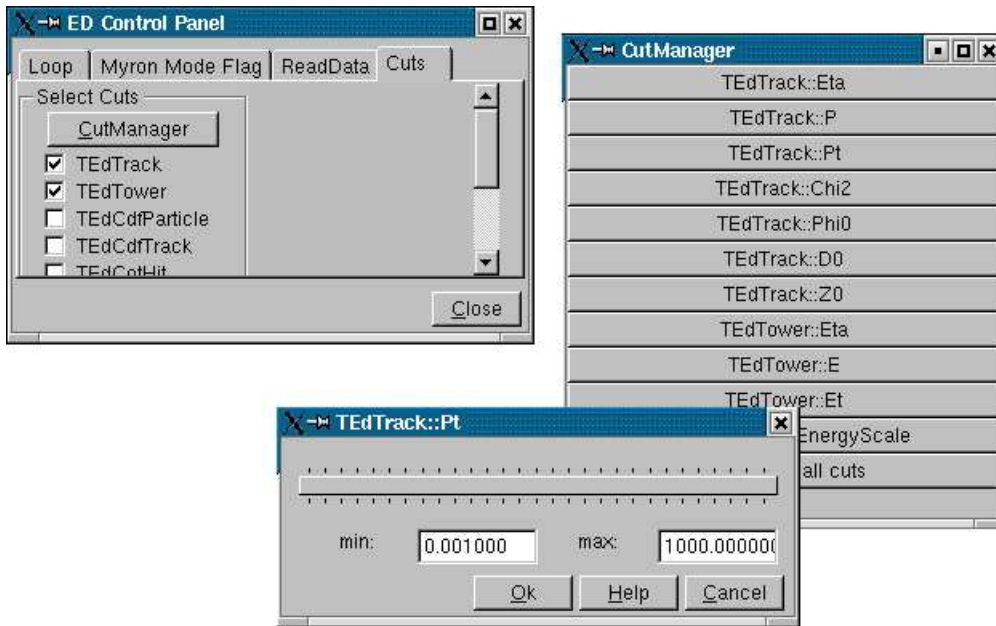 ED Control Panel
Loop
Myron Mode Flag
ReadData
Cuts
Select Cuts
CutManager
TEdTrack
TEdTower
TEdCdfParticle
TEdCdfTrack
TEdCotHit
Close
CutManager
TEdTrack::Eta
TEdTrack::P
TEdTrack::Pt
TEdTrack::Chi2
TEdTrack::Phi0
TEdTrack::D0
TEdTrack::Z0
TEdTower::Eta
TEdTower::E
TEdTower::Et
EnergyScale
all cuts
TEdTrack::Pt
min: 0.001000 max: 1000.000000
Ok Help Cancel